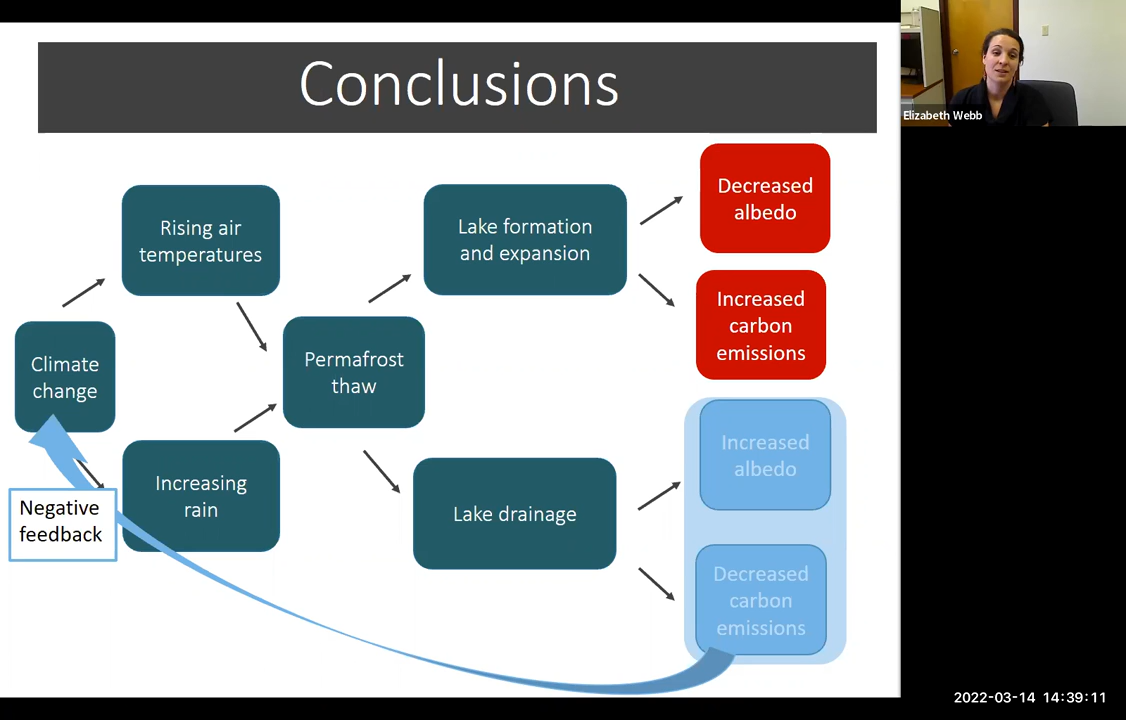 Conclusions
Elizabeth Webb
Decreased
albedo
Rising air
temperatures
Lake formation
and expansion
Increased
carbon
emissions
Climate
change
Permafrost
thaw
Increased
albedo
Increasing
rain
Lake drainage
Negative
feedback
Decreased
carbon
emissions
2022-03-14 14:39:11